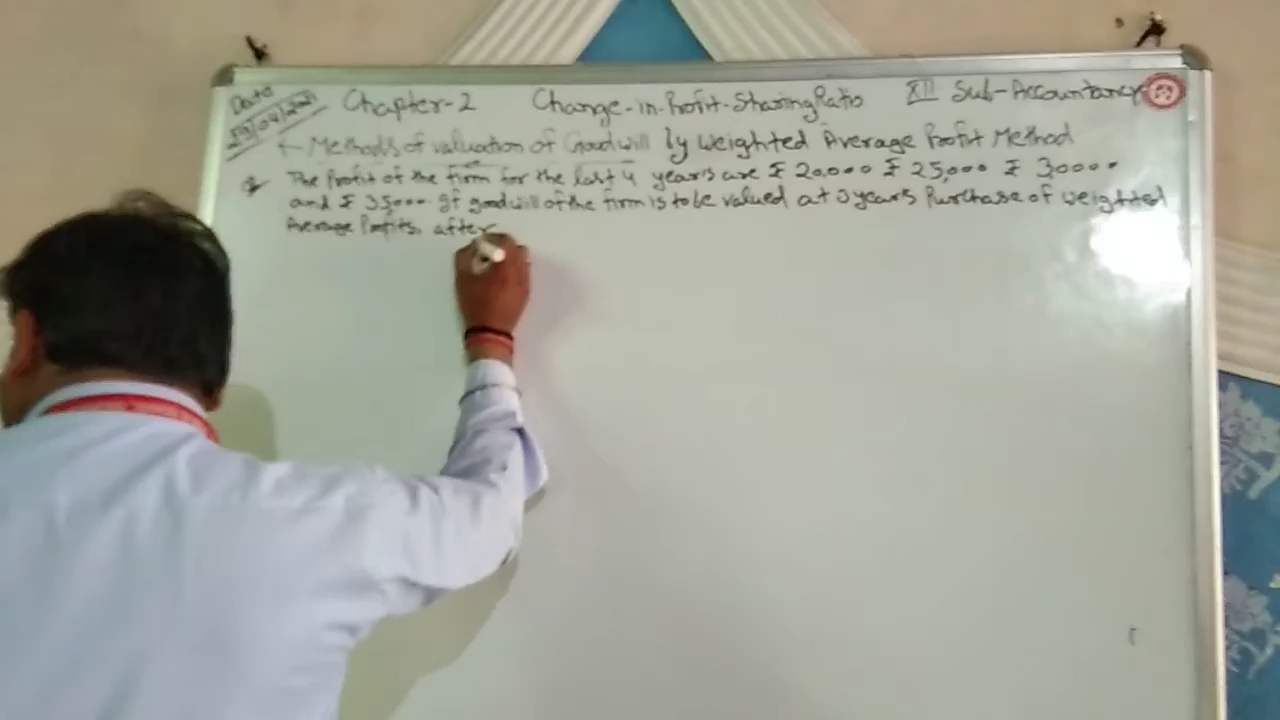 Date Chapter-2 Change-in-Profit-Sharing Ratio XII Sub-Accountancy
Methods of valuation of Goodwill by Weighted Average Profit Method
Q The Profit of the firm for the last 4 years are ₹ 20,000 ₹ 25,000 ₹ 30000
and ₹ 35,000. If goodwill of the firm is to be valued at 3 years Purchase of weighted
Average Profits, after